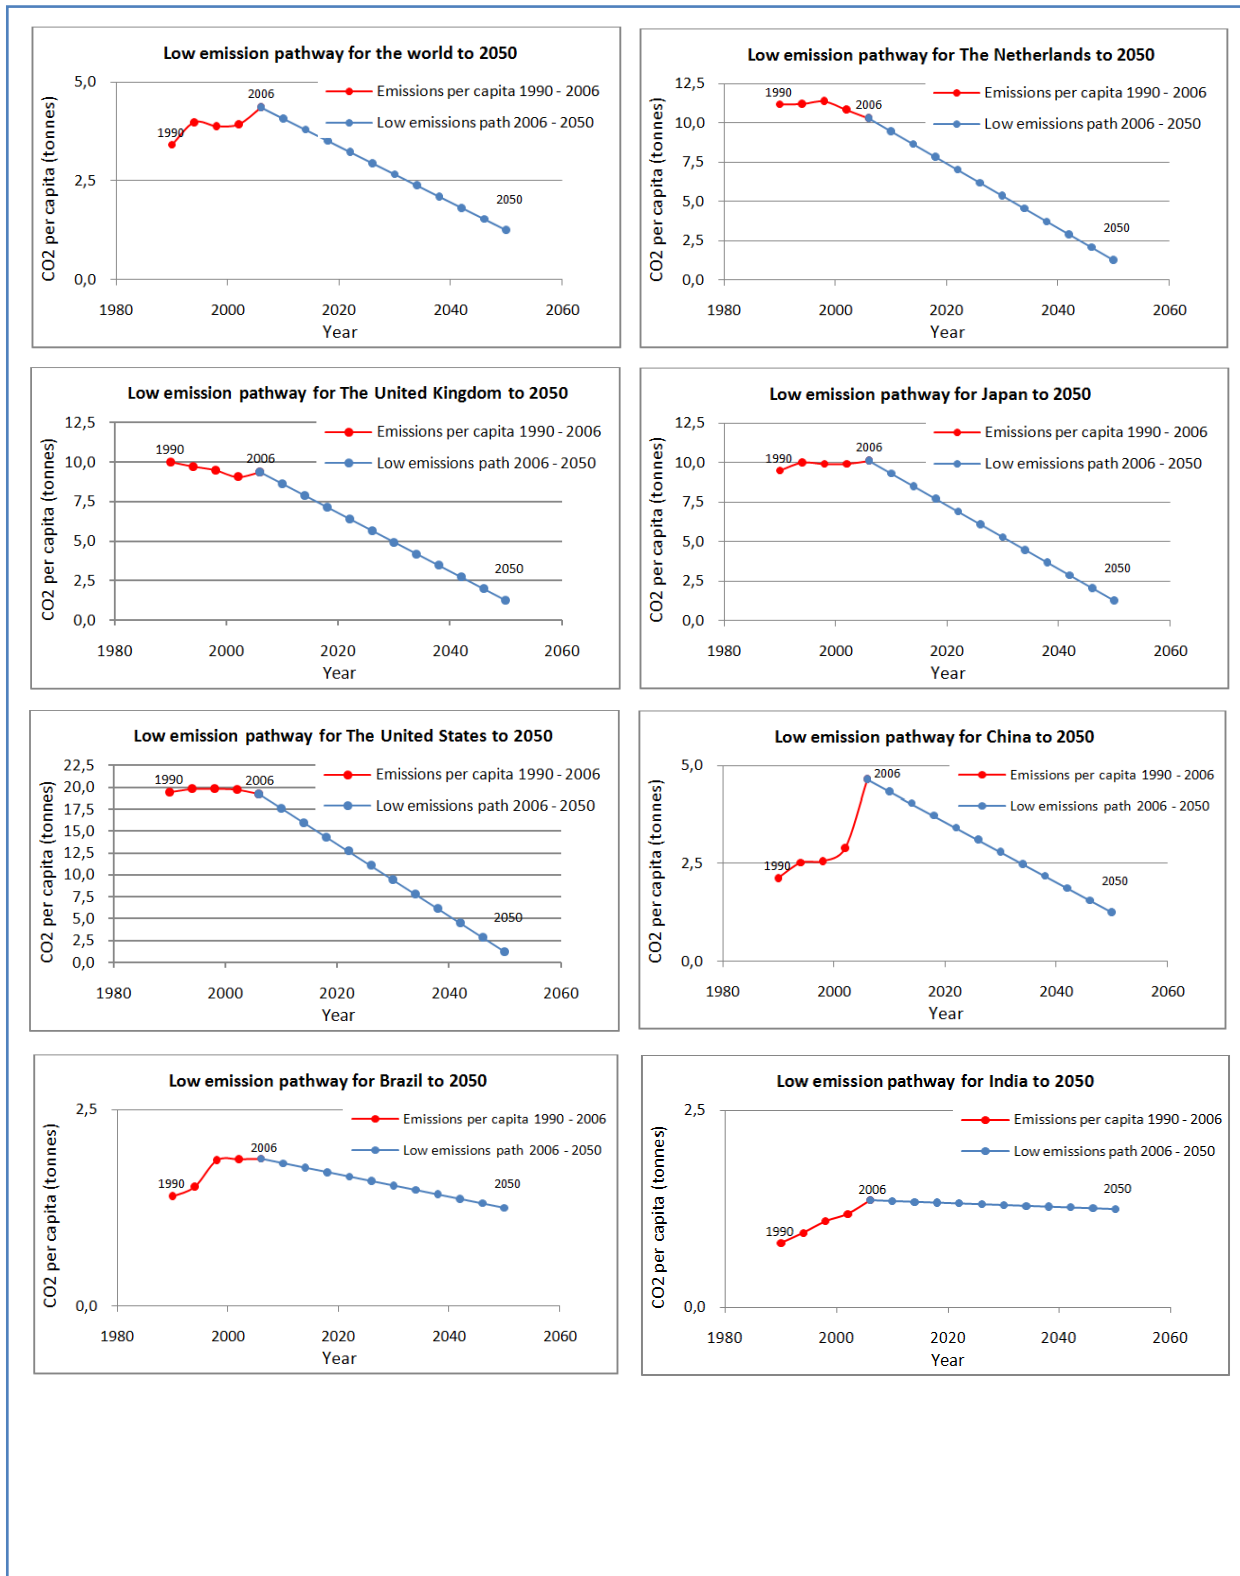 Low emission pathway for the world to 2050
5,0
2,5
0,0
CO2 per capita (tonnes)
1990
2006
2050
Emissions per capita 1990 - 2006
Low emissions path 2006 - 2050
1980 2000 2020 2040 2060
Year
Low emission pathway for The Netherlands to 2050
12,5
10,0
7,5
5,0
2,5
0,0
CO2 per capita (tonnes)
1990
2006
2050
Emissions per capita 1990 - 2006
Low emissions path 2006 - 2050
1980 2000 2020 2040 2060
Year
Low emission pathway for The United Kingdom to 2050
12,5
10,0
7,5
5,0
2,5
0,0
CO2 per capita (tonnes)
1990
2006
2050
Emissions per capita 1990 - 2006
Low emissions path 2006 - 2050
1980 2000 2020 2040 2060
Year
Low emission pathway for Japan to 2050
12,5
10,0
7,5
5,0
2,5
0,0
CO2 per capita (tonnes)
1990
2006
2050
Emissions per capita 1990 - 2006
Low emissions path 2006 - 2050
1980 2000 2020 2040 2060
Year
Low emission pathway for The United States to 2050
22,5
20,0
17,5
15,0
12,5
10,0
7,5
5,0
2,5
0,0
CO2 per capita (tonnes)
1990
2006
2050
Emissions per capita 1990 - 2006
Low emissions path 2006 - 2050
1980 2000 2020 2040 2060
Year
Low emission pathway for China to 2050
5,0
2,5
0,0
CO2 per capita (tonnes)
1990
2006
2050
Emissions per capita 1990 - 2006
Low emissions path 2006 - 2050
1980 2000 2020 2040 2060
Year
Low emission pathway for Brazil to 2050
2,5
0,0
CO2 per capita (tonnes)
1990
2006
2050
Emissions per capita 1990 - 2006
Low emissions path 2006 - 2050
1980 2000 2020 2040 2060
Year
Low emission pathway for India to 2050
2,5
0,0
CO2 per capita (tonnes)
1990
2006
2050
Emissions per capita 1990 - 2006
Low emissions path 2006 - 2050
1980 2000 2020 2040 2060
Year